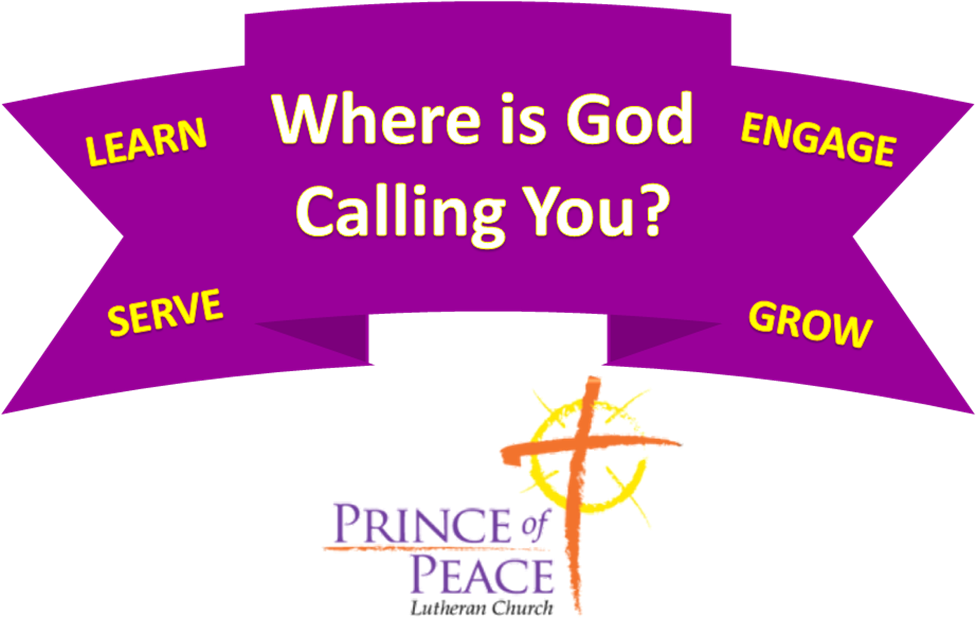 LEARN
Where is God
Calling You?
ENGAGE
SERVE
GROW
PRINCE of
PEACE
Lutheran Church